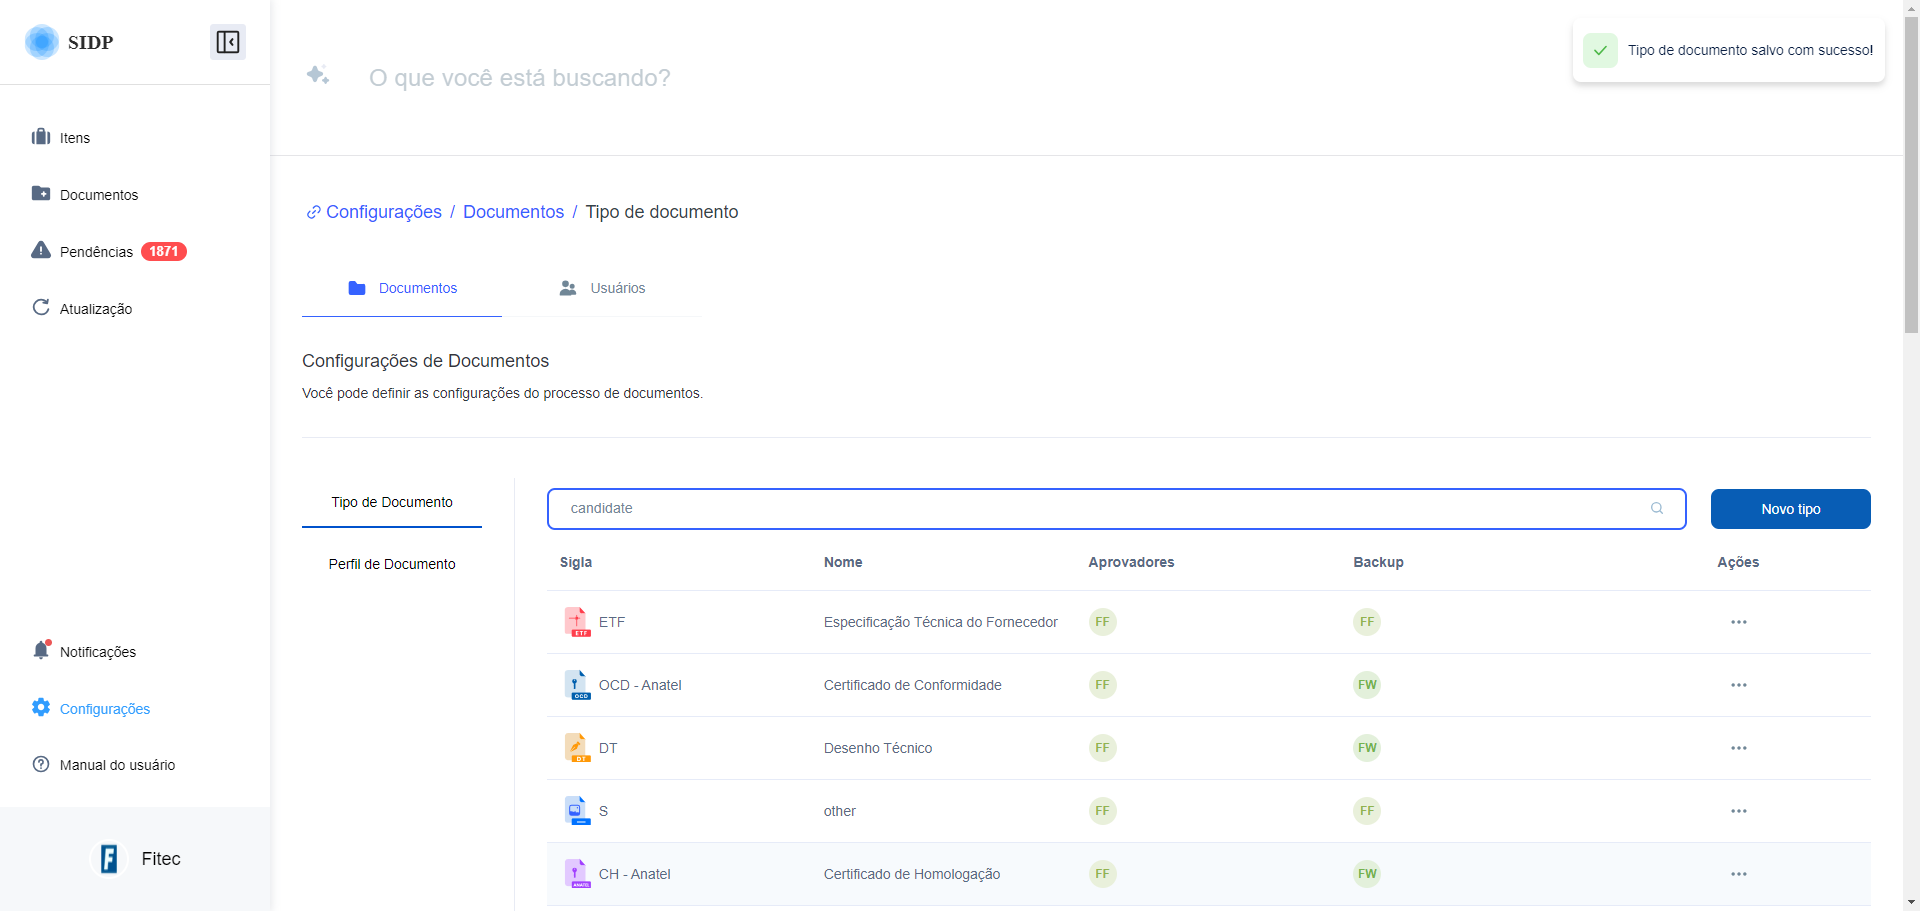 SIDP
O que você está buscando?
Tipo de documento salvo com sucesso!
Itens
Documentos
Pendências 1871
Atualização
Configurações / Documentos / Tipo de documento
Documentos
Usuários
Configurações de Documentos
Você pode definir as configurações do processo de documentos.
Tipo de Documento
Perfil de Documento
candidate
Novo tipo
Sigla Nome Aprovadores Backup Ações
ETF ETF Especificação Técnica do Fornecedor FF FF
OCD OCD - Anatel Certificado de Conformidade FF FW
DT DT Desenho Técnico FF FW
S other FF FF
ANATEL CH - Anatel Certificado de Homologação FF FW
Notificações
Configurações
Manual do usuário
Fitec